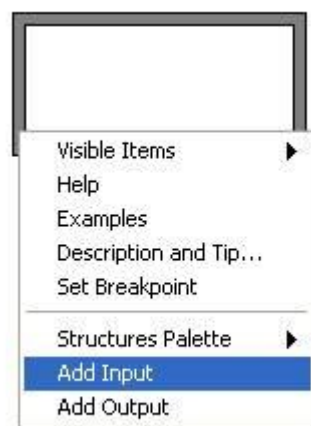 Visible Items
Help
Examples
Description and Tip...
Set Breakpoint
Structures Palette
Add Input
Add Output